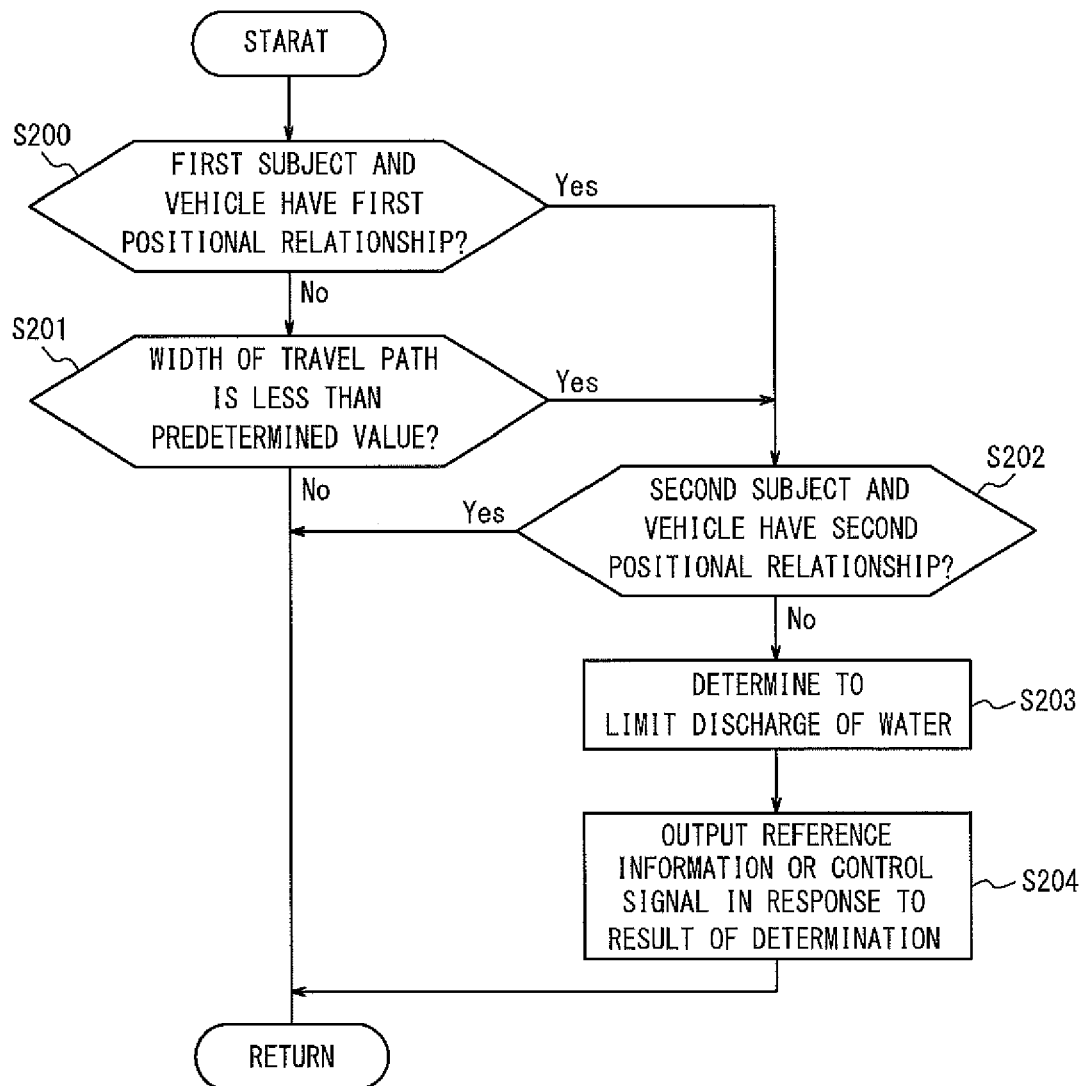 STARAT
S200
FIRST SUBJECT AND
VEHICLE HAVE FIRST
POSITIONAL RELATIONSHIP?
Yes
No
S201
WIDTH OF TRAVEL PATH
IS LESS THAN
PREDETERMINED VALUE?
Yes
No
S202
SECOND SUBJECT AND
VEHICLE HAVE SECOND
POSITIONAL RELATIONSHIP?
Yes
No
DETERMINE TO
LIMIT DISCHARGE OF WATER
S203
OUTPUT REFERENCE
INFORMATION OR CONTROL
SIGNAL IN RESPONSE TO
RESULT OF DETERMINATION
S204
RETURN